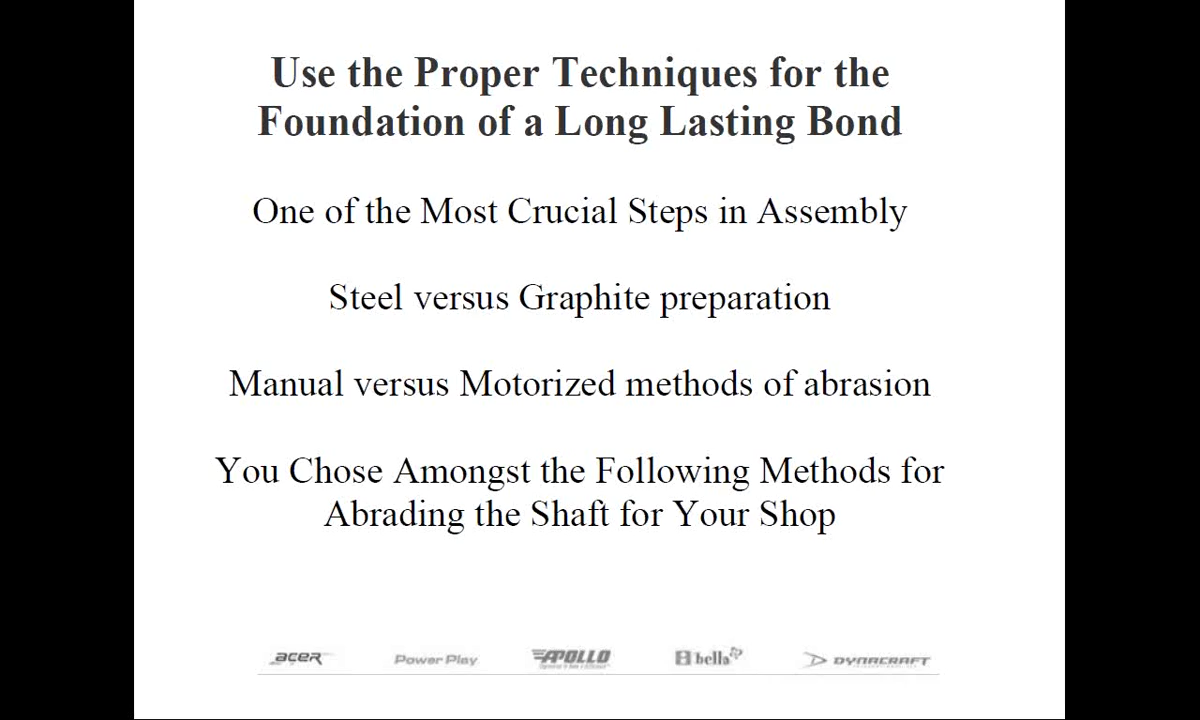 Use the Proper Techniques for the
Foundation of a Long Lasting Bond
One of the Most Crucial Steps in Assembly
Steel versus Graphite preparation
Manual versus Motorized methods of abrasion
You Chose Amongst the Following Methods for
Abrading the Shaft for Your Shop
acer Power Play APOLLO bella DYNACRAFT